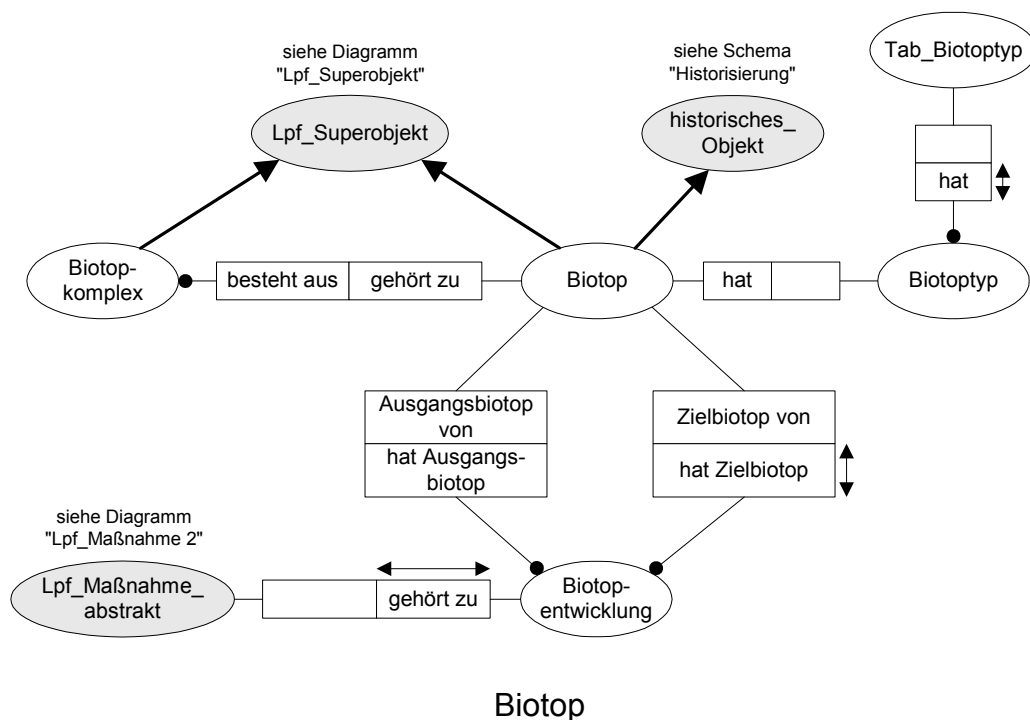 siehe Diagramm
"Lpf_Superobjekt"
Lpf_Superobjekt
siehe Schema
"Historisierung"
historisches_
Objekt
Tab_Biotoptyp
hat
Biotop-
komplex
besteht aus
gehört zu
Biotop
hat
Biotoptyp
Ausgangsbiotop
von
hat Ausgangs-
biotop
Zielbiotop von
hat Zielbiotop
siehe Diagramm
"Lpf_Maßnahme 2"
Lpf_Maßnahme_
abstrakt
gehört zu
Biotop-
entwicklung
Biotop